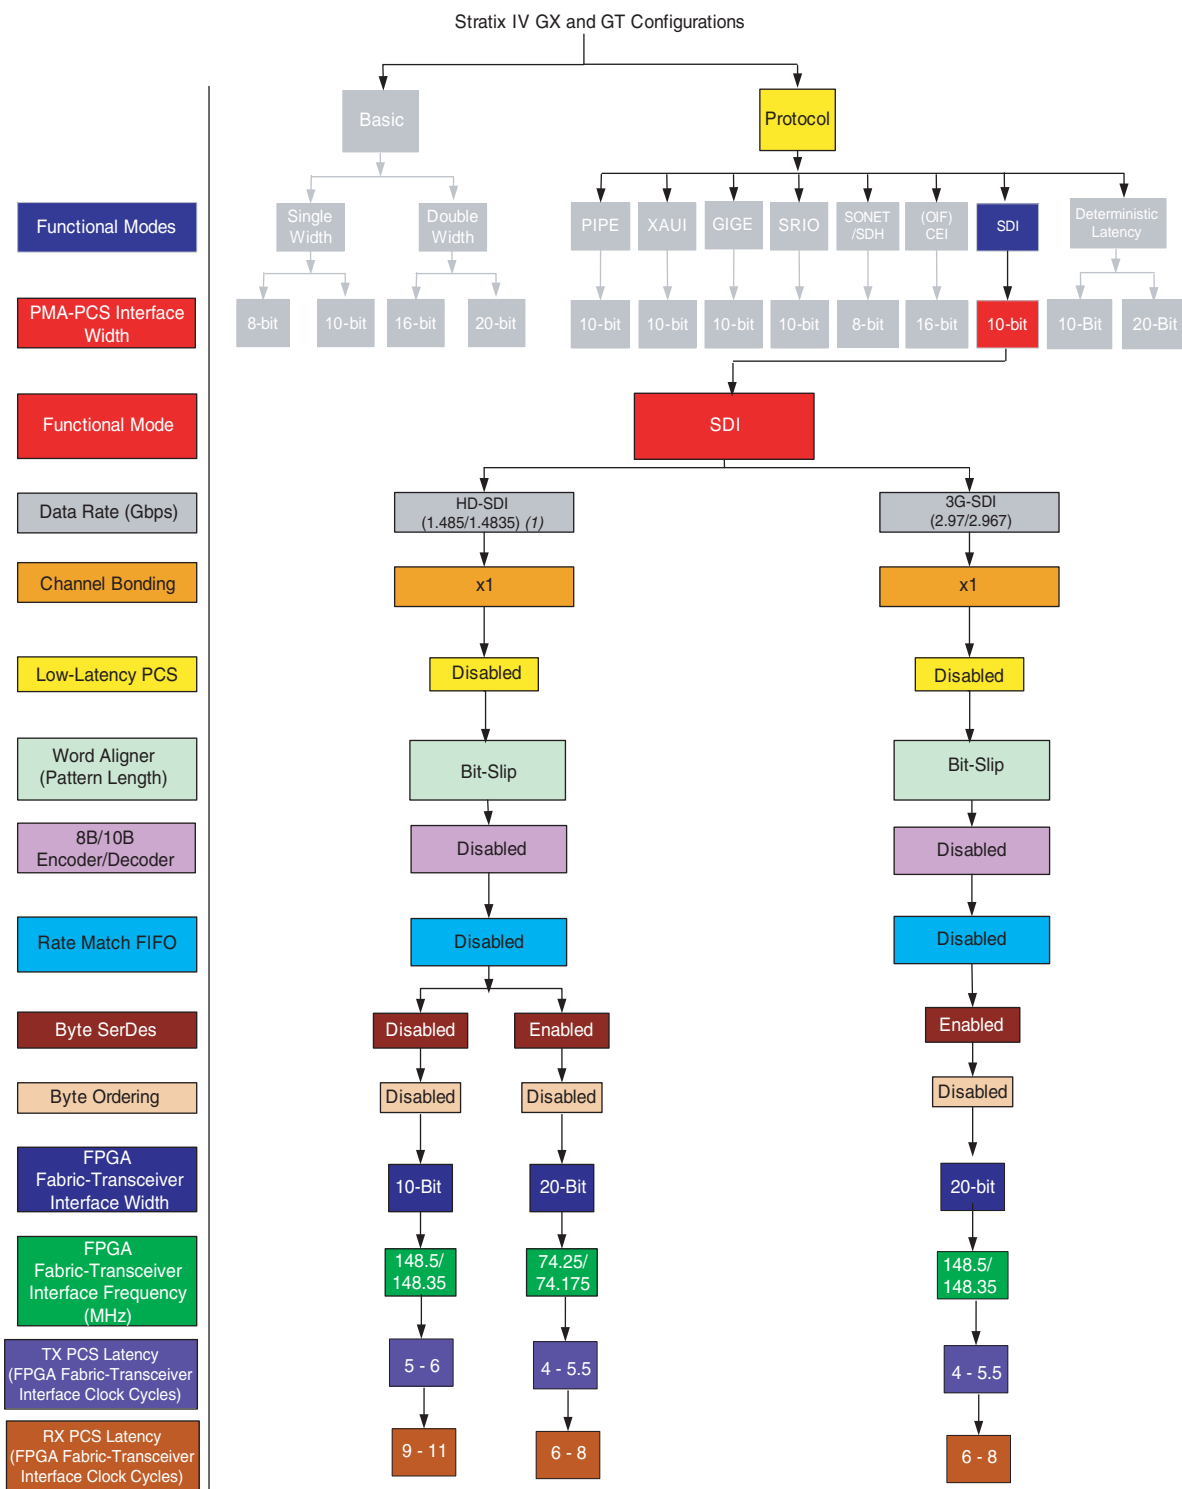 Stratix IV GX and GT Configurations
Basic
Protocol
Functional Modes
Single
Width
Double
Width
PIPE
XAUI
GIGE
SRIO
SONET
/SDH
(OIF)
CEI
SDI
Deterministic
Latency
PMA-PCS Interface
Width
8-bit
10-bit
16-bit
20-bit
10-bit
10-bit
10-bit
10-bit
8-bit
16-bit
10-bit
10-Bit
20-Bit
Functional Mode
SDI
Data Rate (Gbps)
HD-SDI
(1.485/1.4835) (1)
3G-SDI
(2.97/2.967)
Channel Bonding
x1
x1
Low-Latency PCS
Disabled
Disabled
Word Aligner
(Pattern Length)
Bit-Slip
Bit-Slip
8B/10B
Encoder/Decoder
Disabled
Disabled
Rate Match FIFO
Disabled
Disabled
Byte SerDes
Disabled
Enabled
Enabled
Byte Ordering
Disabled
Disabled
Disabled
FPGA
Fabric-Transceiver
Interface Width
10-Bit
20-Bit
20-bit
FPGA
Fabric-Transceiver
Interface Frequency
(MHz)
148.5/
148.35
74.25/
74.175
148.5/
148.35
TX PCS Latency
(FPGA Fabric-Transceiver
Interface Clock Cycles)
5 - 6
4 - 5.5
4 - 5.5
RX PCS Latency
(FPGA Fabric-Transceiver
Interface Clock Cycles)
9 - 11
6 - 8
6 - 8